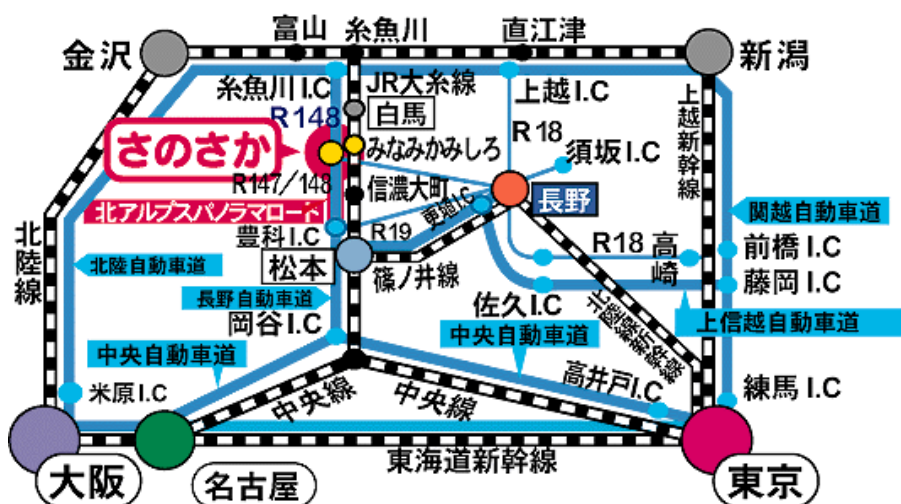 金沢
富山
糸魚川
直江津
新潟
糸魚川I.C
JR大糸線
上越I.C
上越新幹線
R148
白馬
さのさか
みなみかみしろ
R18
須坂I.C
R147/148
信濃大町
更埴I.C
長野
北アルプスパノラマロード
関越自動車道
北陸線
豊科I.C
R19
R18
高崎
前橋I.C
北陸自動車道
松本
篠ノ井線
藤岡I.C
長野自動車道
佐久I.C
北陸新幹線
上信越自動車道
岡谷I.C
中央自動車道
中央自動車道
米原I.C
中央線
中央線
高井戸I.C
練馬I.C
大阪
名古屋
東海道新幹線
東京